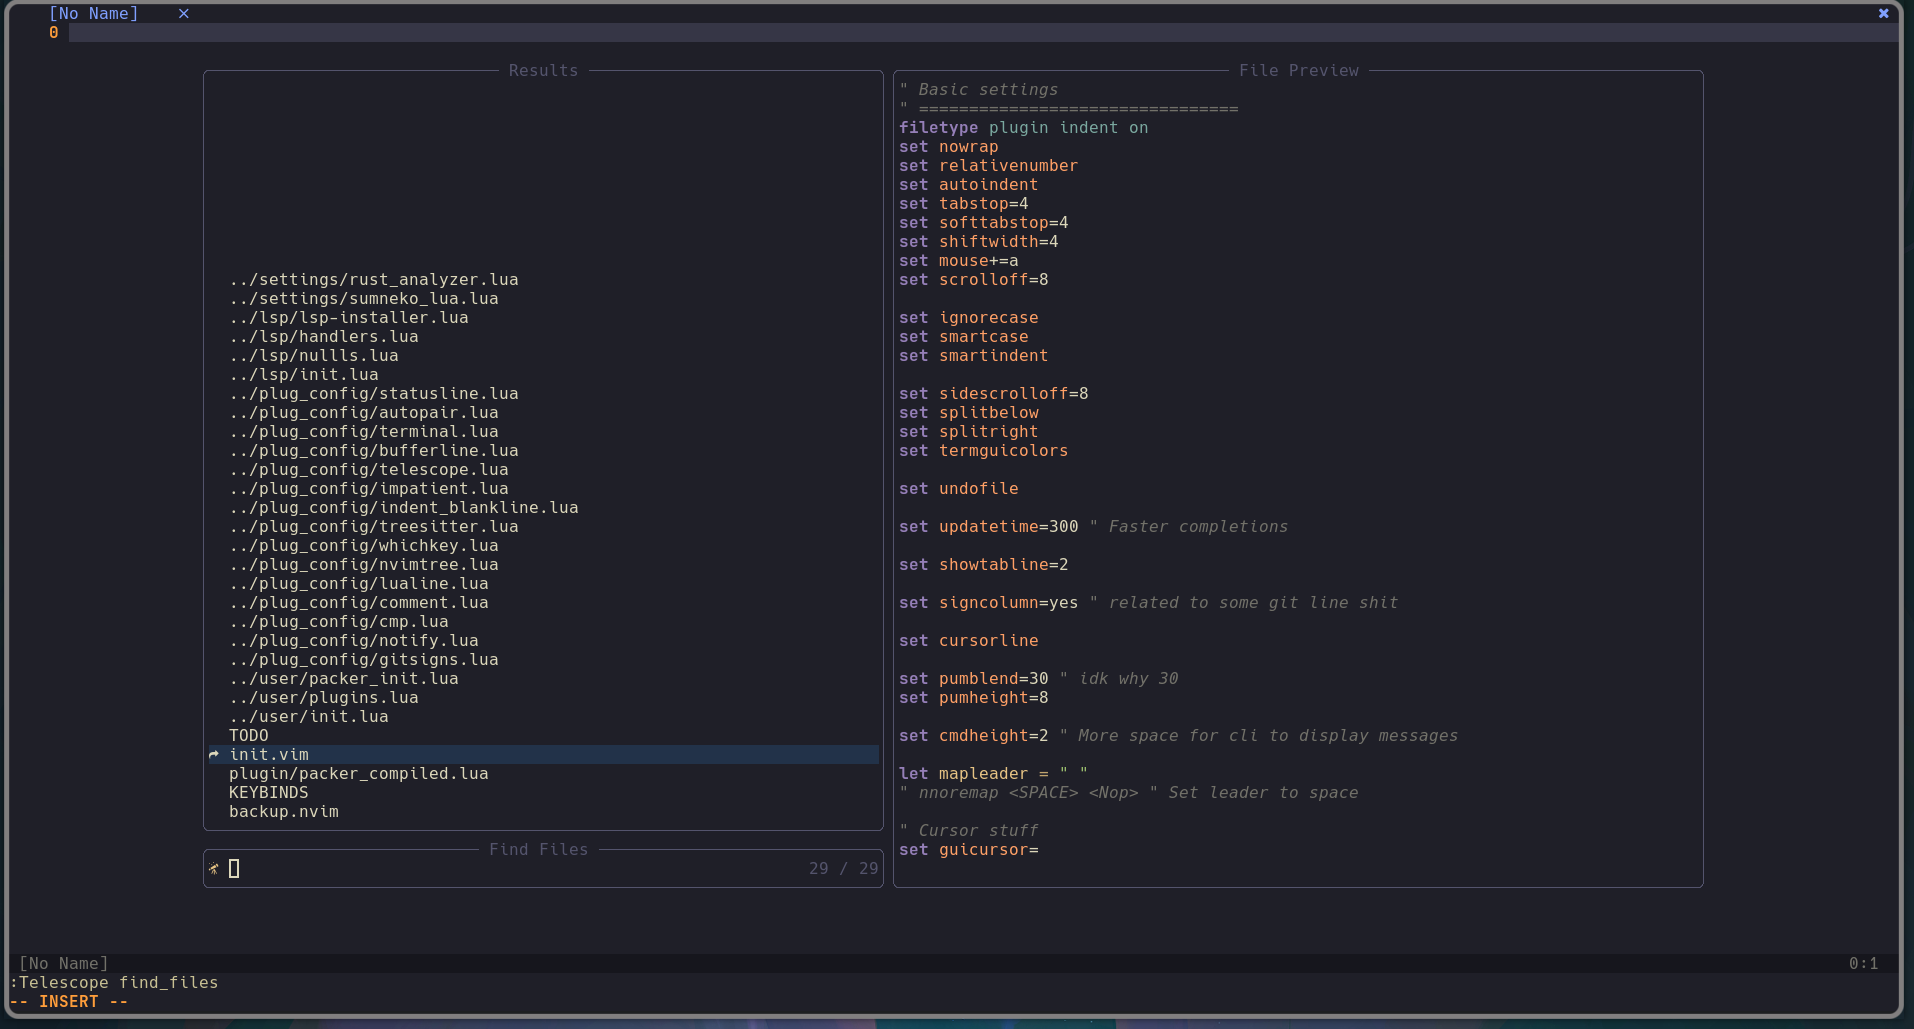 [No Name] ×
✖
0
Results
../settings/rust_analyzer.lua
../settings/sumneko_lua.lua
../lsp/lsp-installer.lua
../lsp/handlers.lua
../lsp/nullls.lua
../lsp/init.lua
../plug_config/statusline.lua
../plug_config/autopair.lua
../plug_config/terminal.lua
../plug_config/bufferline.lua
../plug_config/telescope.lua
../plug_config/impatient.lua
../plug_config/indent_blankline.lua
../plug_config/treesitter.lua
../plug_config/whichkey.lua
../plug_config/nvimtree.lua
../plug_config/lualine.lua
../plug_config/comment.lua
../plug_config/cmp.lua
../plug_config/notify.lua
../plug_config/gitsigns.lua
../user/packer_init.lua
../user/plugins.lua
../user/init.lua
TODO
init.vim
plugin/packer_compiled.lua
KEYBINDS
backup.nvim
Find Files
29 / 29
File Preview
" Basic settings
" ================================
filetype plugin indent on
set nowrap
set relativenumber
set autoindent
set tabstop=4
set softtabstop=4
set shiftwidth=4
set mouse+=a
set scrolloff=8
set ignorecase
set smartcase
set smartindent
set sidescrolloff=8
set splitbelow
set splitright
set termguicolors
set undofile
set updatetime=300 " Faster completions
set showtabline=2
set signcolumn=yes " related to some git line shit
set cursorline
set pumblend=30 " idk why 30
set pumheight=8
set cmdheight=2 " More space for cli to display messages
let mapleader = " "
" nnoremap <SPACE> <Nop> " Set leader to space
" Cursor stuff
set guicursor=
[No Name]
0:1
:Telescope find_files
-- INSERT --